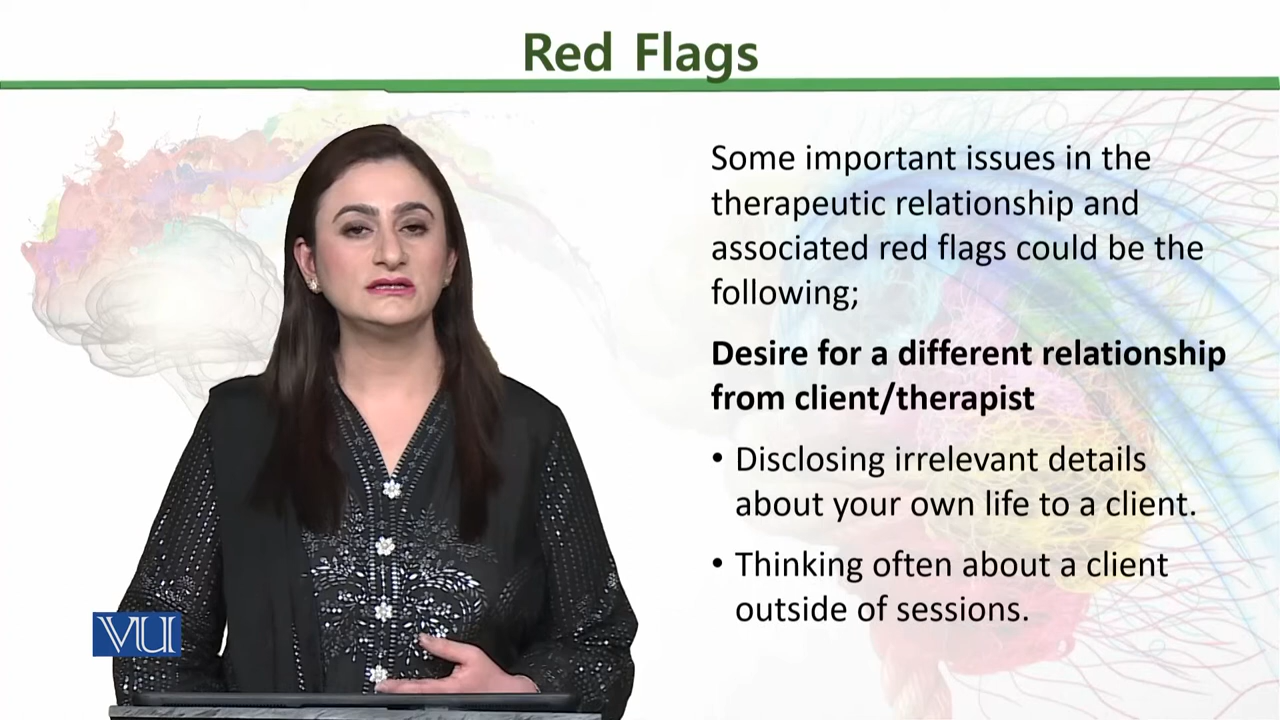 Red Flags
Some important issues in the
therapeutic relationship and
associated red flags could be the
following;
Desire for a different relationship
from client/therapist
• Disclosing irrelevant details
about your own life to a client.
• Thinking often about a client
outside of sessions.
VU